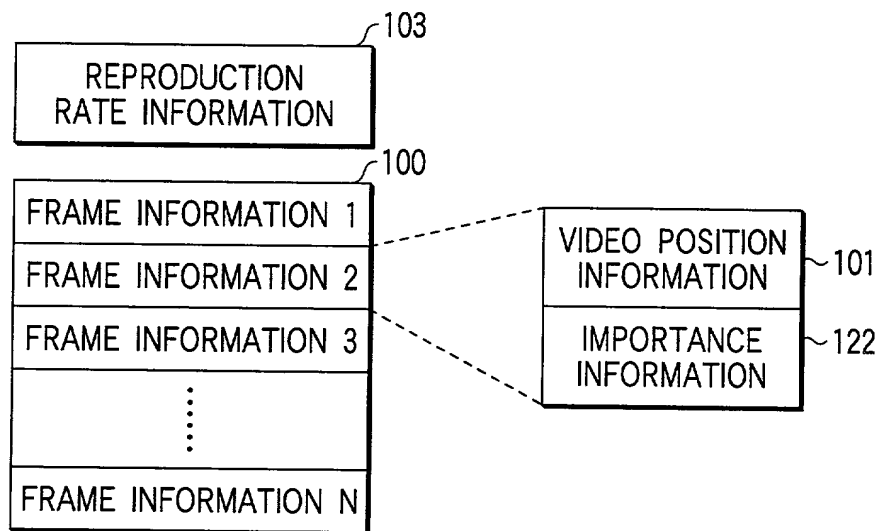 103
REPRODUCTION
RATE INFORMATION
100
FRAME INFORMATION 1
FRAME INFORMATION 2
FRAME INFORMATION 3
FRAME INFORMATION N
VIDEO POSITION
INFORMATION
101
IMPORTANCE
INFORMATION
122